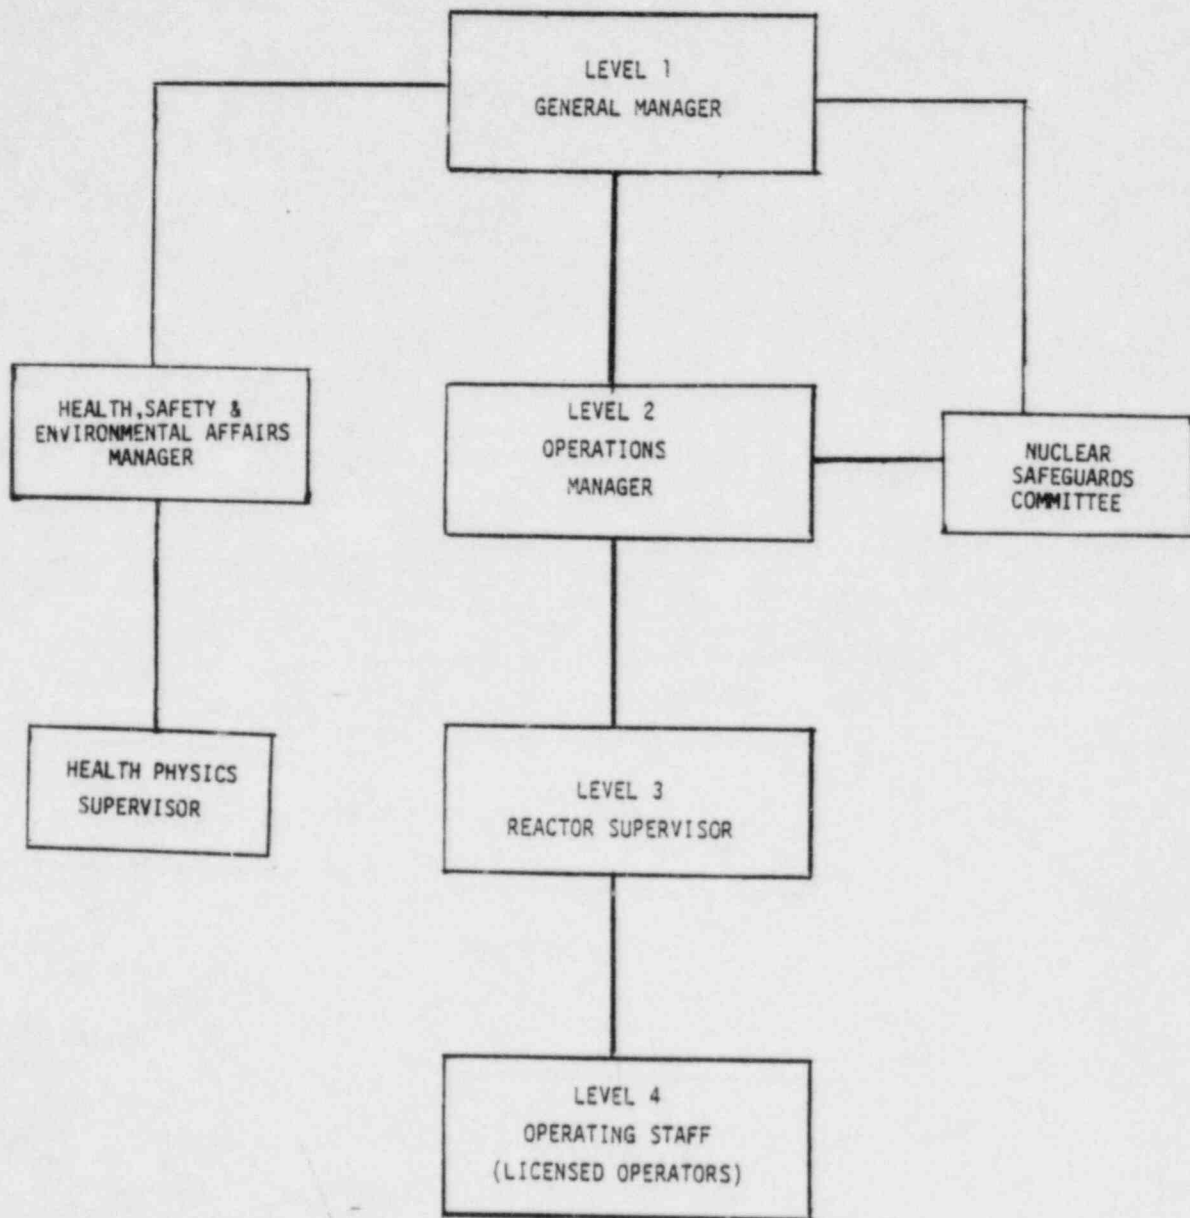 LEVEL 1
GENERAL MANAGER
HEALTH,SAFETY &
ENVIRONMENTAL AFFAIRS
MANAGER
LEVEL 2
OPERATIONS
MANAGER
NUCLEAR
SAFEGUARDS
COMMITTEE
HEALTH PHYSICS
SUPERVISOR
LEVEL 3
REACTOR SUPERVISOR
LEVEL 4
OPERATING STAFF
(LICENSED OPERATORS)